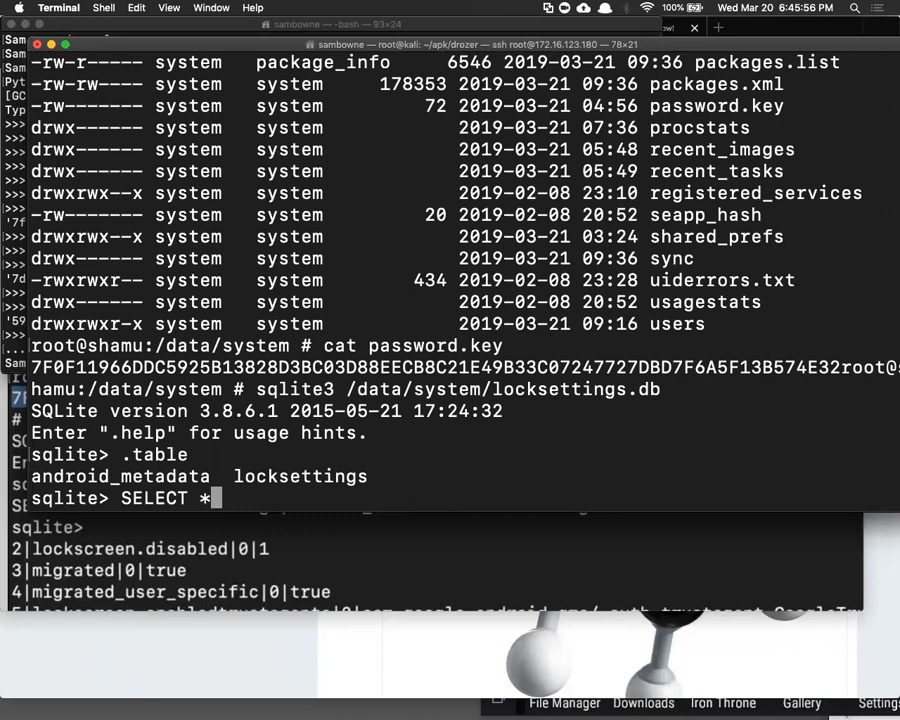 Terminal Shell Edit View Window Help 100% Wed Mar 20 4:45:56 PM
sambowne — -bash — 93×24
sambowne — root@kali: ~/apk/drozer — ssh root@172.16.123.180 — 78×21
-rw-r----- system package_info 6546 2019-03-21 09:36 packages.list
-rw-rw---- system system 178353 2019-03-21 09:36 packages.xml
-rw------- system system 72 2019-03-21 04:56 password.key
drwx------ system system 2019-03-21 07:36 procstats
drwx------ system system 2019-03-21 05:48 recent_images
drwx------ system system 2019-03-21 05:49 recent_tasks
drwxrwx--x system system 2019-02-08 23:10 registered_services
-rw------- system system 20 2019-02-08 20:52 seapp_hash
drwxrwx--x system system 2019-03-21 03:24 shared_prefs
drwx------ system system 2019-03-21 09:36 sync
-rwxrwxr-- system system 434 2019-02-08 23:28 uiderrors.txt
drwx------ system system 2019-02-08 20:52 usagestats
drwxrwxr-x system system 2019-03-21 09:16 users
root@shamu:/data/system # cat password.key
7F0F11966DDC5925B13828D3BC03D88EECB8C21E49B33C07247727DBD7F6A5F13B574E32root@s
hamu:/data/system # sqlite3 /data/system/locksettings.db
SQLite version 3.8.6.1 2015-05-21 17:24:32
Enter ".help" for usage hints.
sqlite> .table
android_metadata locksettings
sqlite> SELECT *
sqlite>
2|lockscreen.disabled|0|1
3|migrated|0|true
4|migrated_user_specific|0|true
File Manager Downloads Iron Throne Gallery Settings